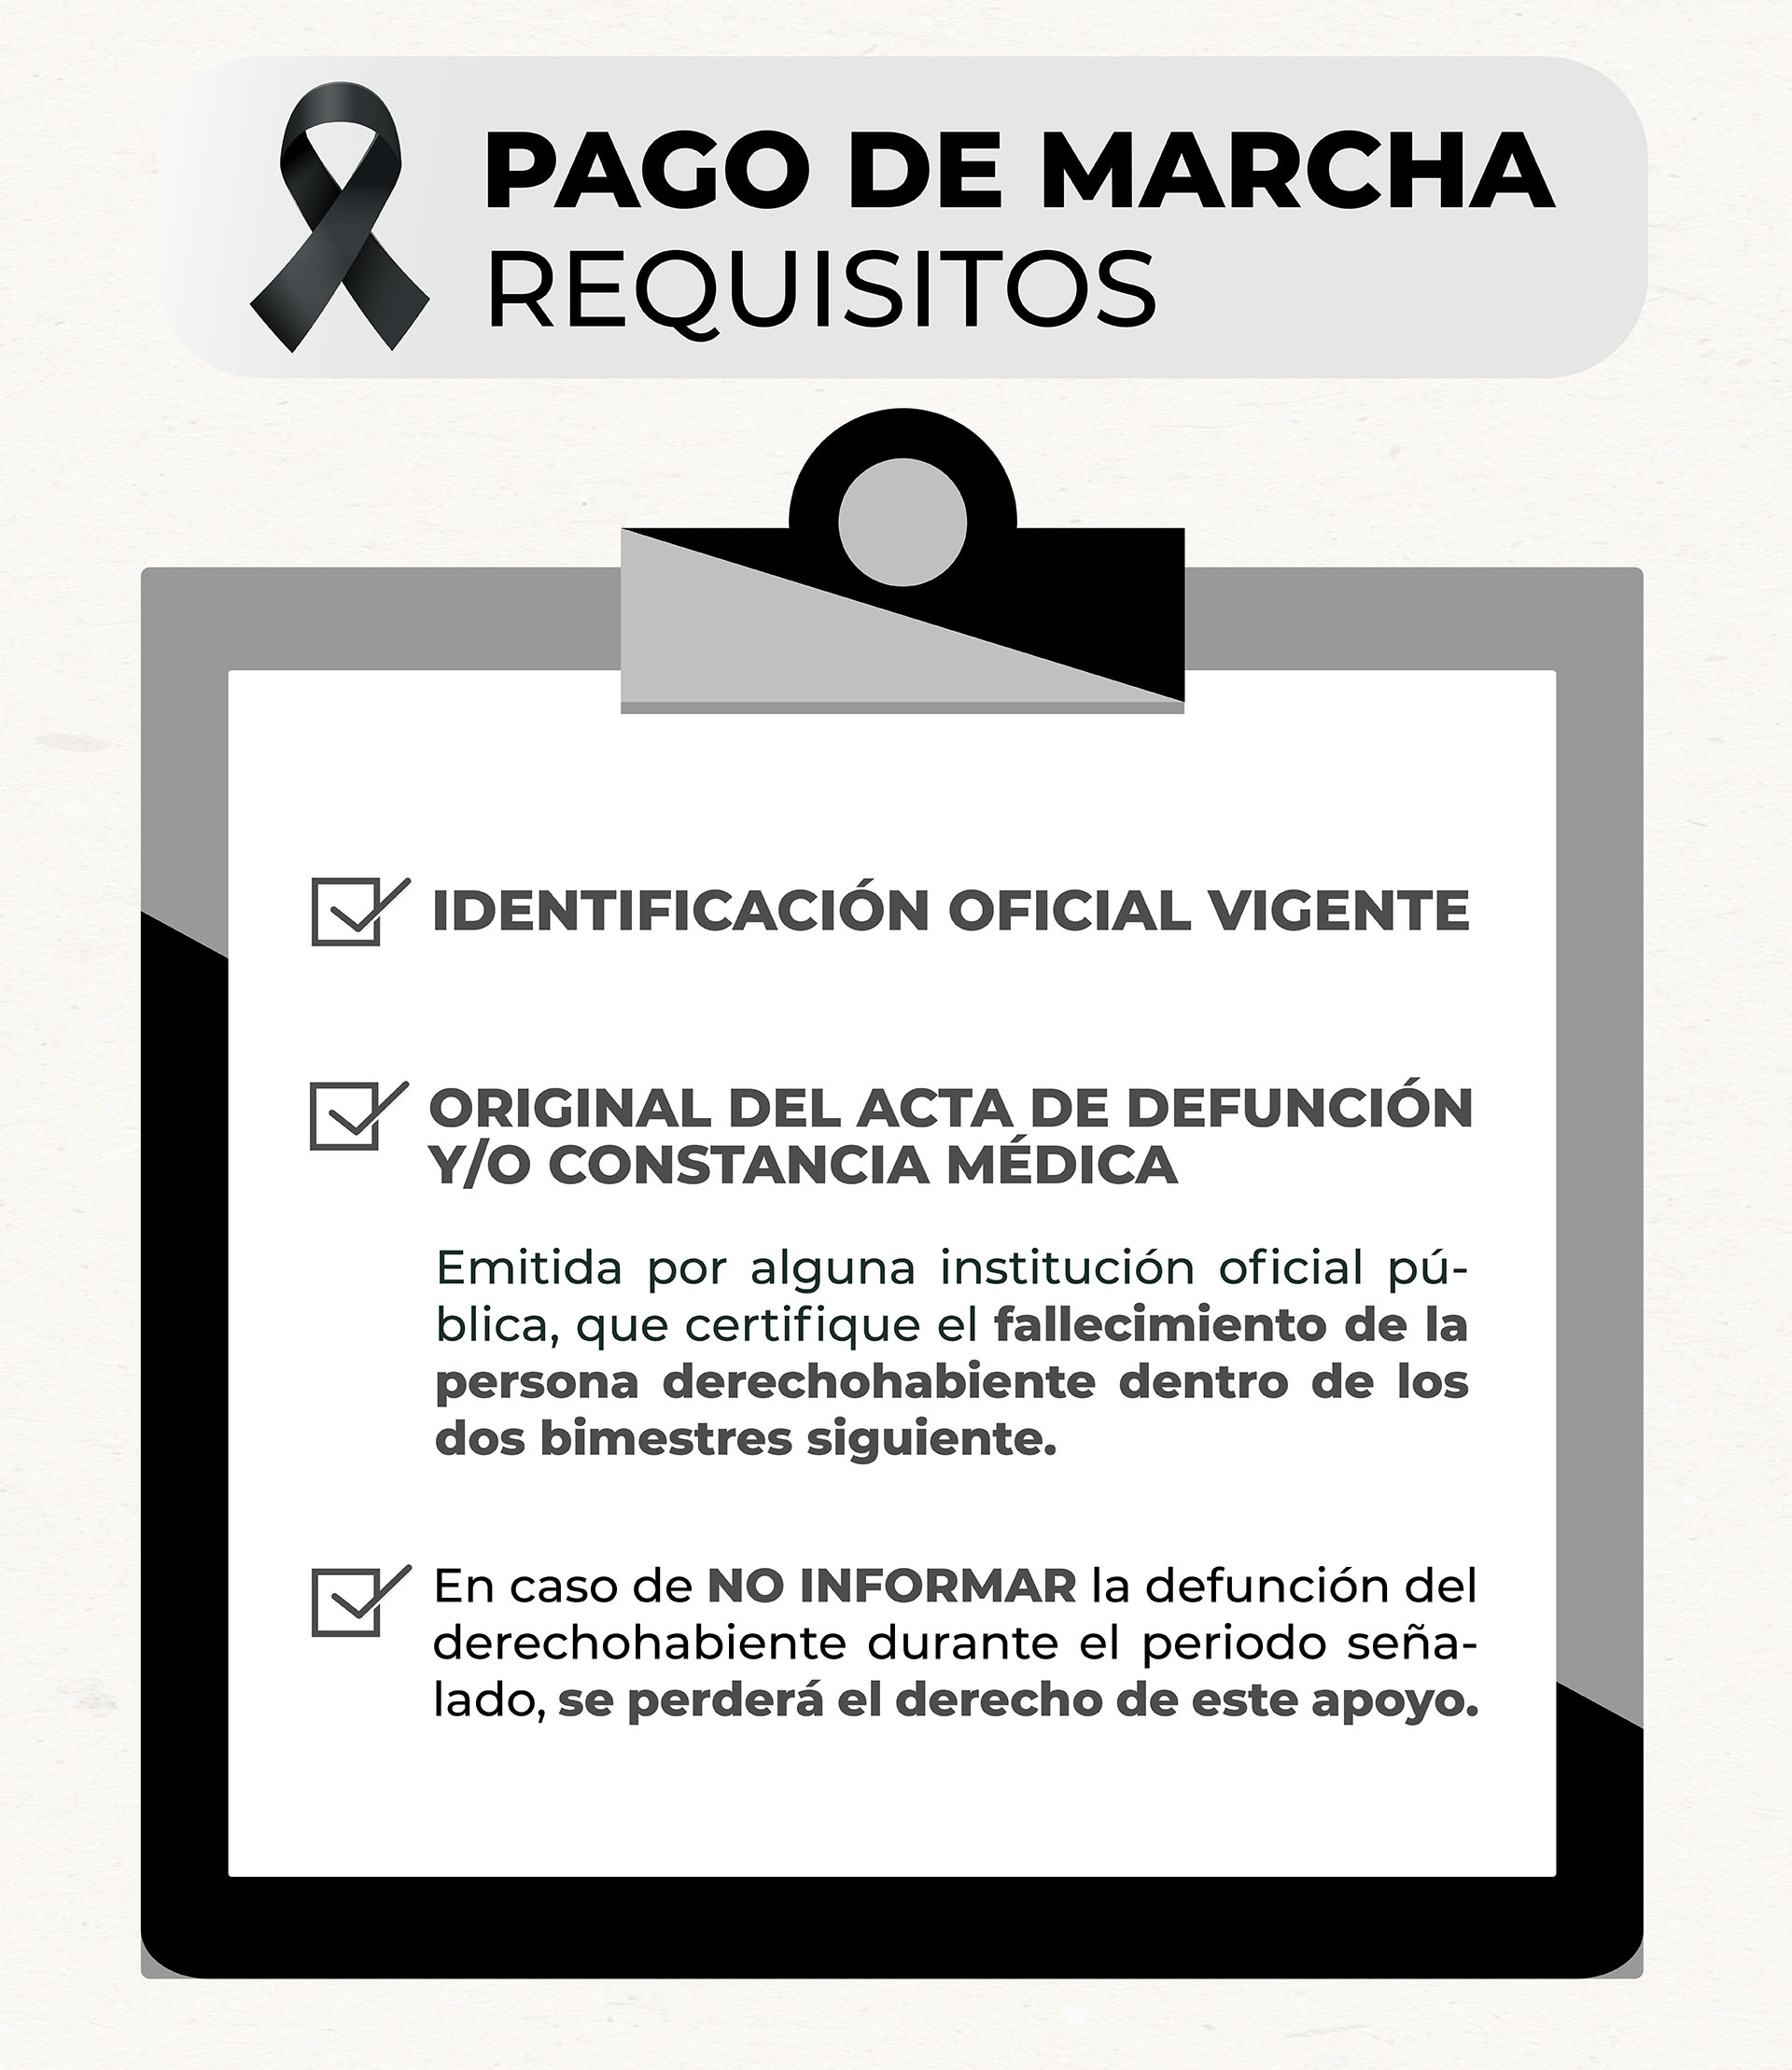 PAGO DE MARCHA
REQUISITOS
IDENTIFICACIÓN OFICIAL VIGENTE
ORIGINAL DEL ACTA DE DEFUNCIÓN
Y/O CONSTANCIA MÉDICA
Emitida por alguna institución oficial pú-
blica, que certifique el fallecimiento de la
persona derechohabiente dentro de los
dos bimestres siguiente.
En caso de NO INFORMAR la defunción del
derechohabiente durante el periodo seña-
lado, se perderá el derecho de este apoyo.